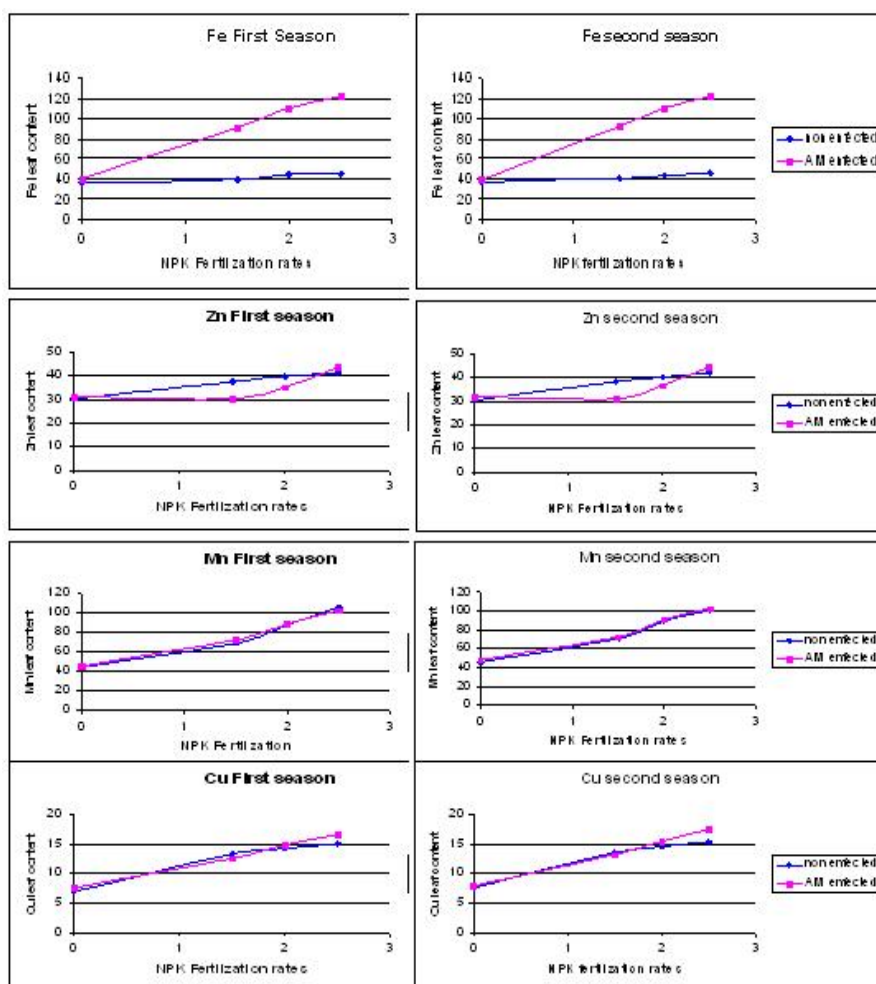 Fe First Season
Fe leaf content
140
120
100
80
60
40
20
0
0 1 2 3
NPK Fertilization rates
Fe second season
Fe leaf content
140
120
100
80
60
40
20
0
0 1 2 3
NPK fertilization rates
non enfected
AM enfected
Zn First season
Zn leaf content
50
40
30
20
10
0
0 1 2 3
NPK Fertilization rates
Zn second season
Zn leaf content
50
40
30
20
10
0
0 1 2 3
NPK Fertilization rates
non enfected
AM enfected
Mn First season
Mn leaf content
120
100
80
60
40
20
0
0 1 2 3
NPK Fertilization
Mn second season
Mn leaf content
120
100
80
60
40
20
0
0 1 2 3
NPK Fertilization rates
non enfected
AM enfected
Cu First season
Cu leaf content
20
15
10
5
0
0 1 2 3
NPK Fertilization rates
Cu second season
Cu leaf content
20
15
10
5
0
0 1 2 3
NPK fertilization rates
non enfected
AM enfected